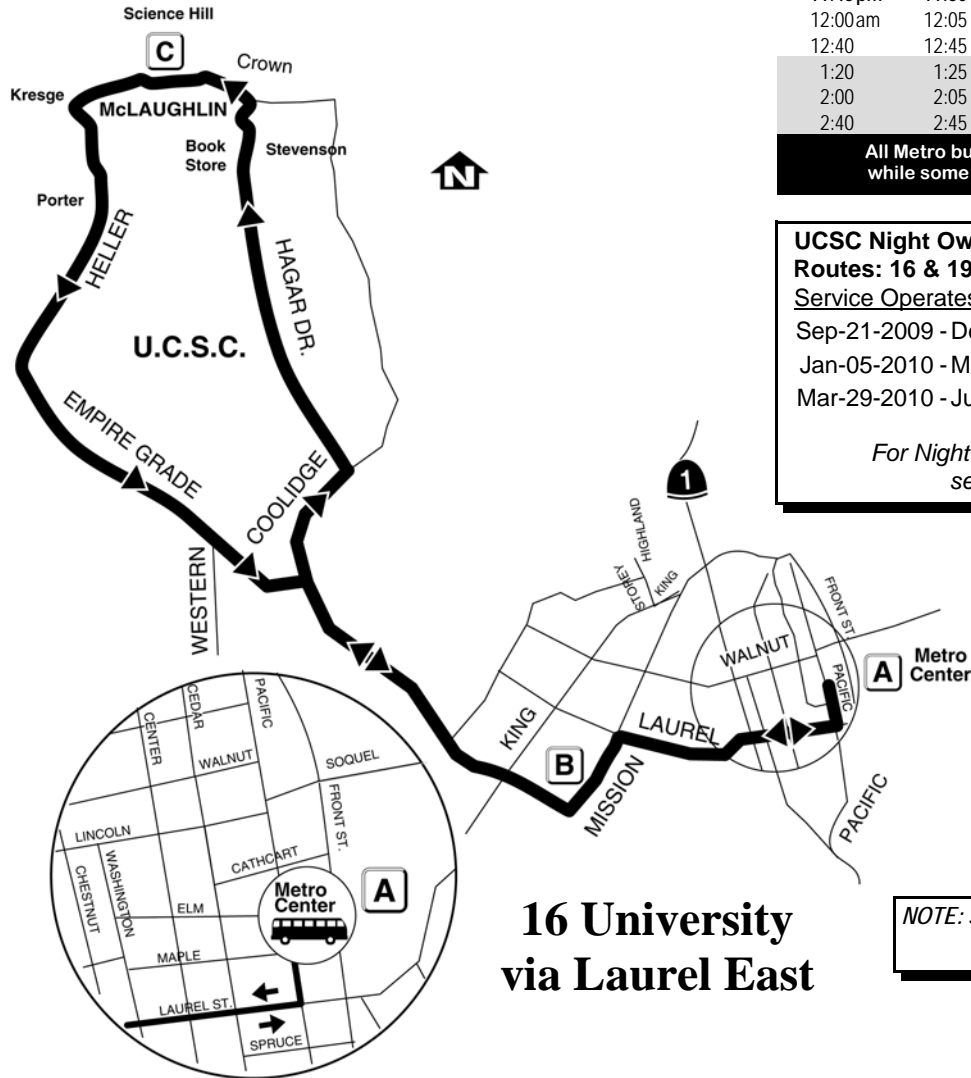 Science Hill
C
Crown
Kresge
McLAUGHLIN
Book
Store
Stevenson
Porter
N
HELLER
HAGAR DR.
U.C.S.C.
EMPIRE GRADE
COOLIDGE
WESTERN
1
HIGHLAND
STOREY
KING
FRONT ST.
WALNUT
PACIFIC
A
Metro
Center
KING
LAUREL
B
MISSION
PACIFIC
CENTER
CEDAR
PACIFIC
WALNUT
SOQUEL
FRONT ST.
LINCOLN
CATHCART
CHESTNUT
WASHINGTON
Metro
Center
A
ELM
MAPLE
LAUREL ST.
SPRUCE
16 University
via Laurel East
12:00am 12:05
12:40 12:45
1:20 1:25
2:00 2:05
2:40 2:45
All Metro bu
while some
UCSC Night Ow
Routes: 16 & 19
Service Operates
Sep-21-2009 - De
Jan-05-2010 - M
Mar-29-2010 - Ju
For Night
se
NOTE: